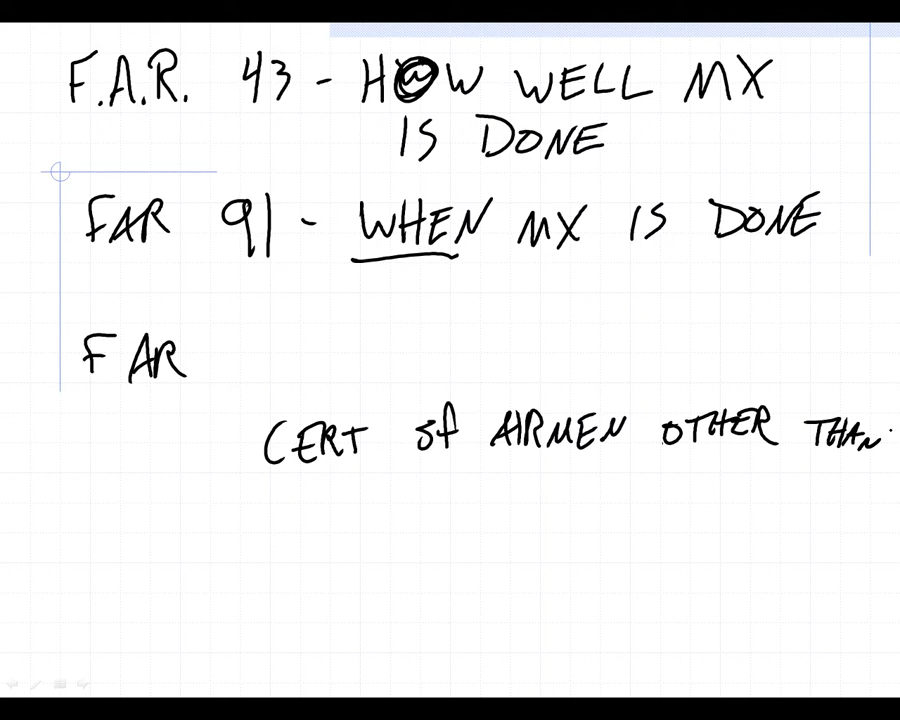 F.A.R. 43 - HOW WELL MX
IS DONE
FAR 91 - WHEN MX IS DONE
FAR
CERT of AIRMEN OTHER THAN